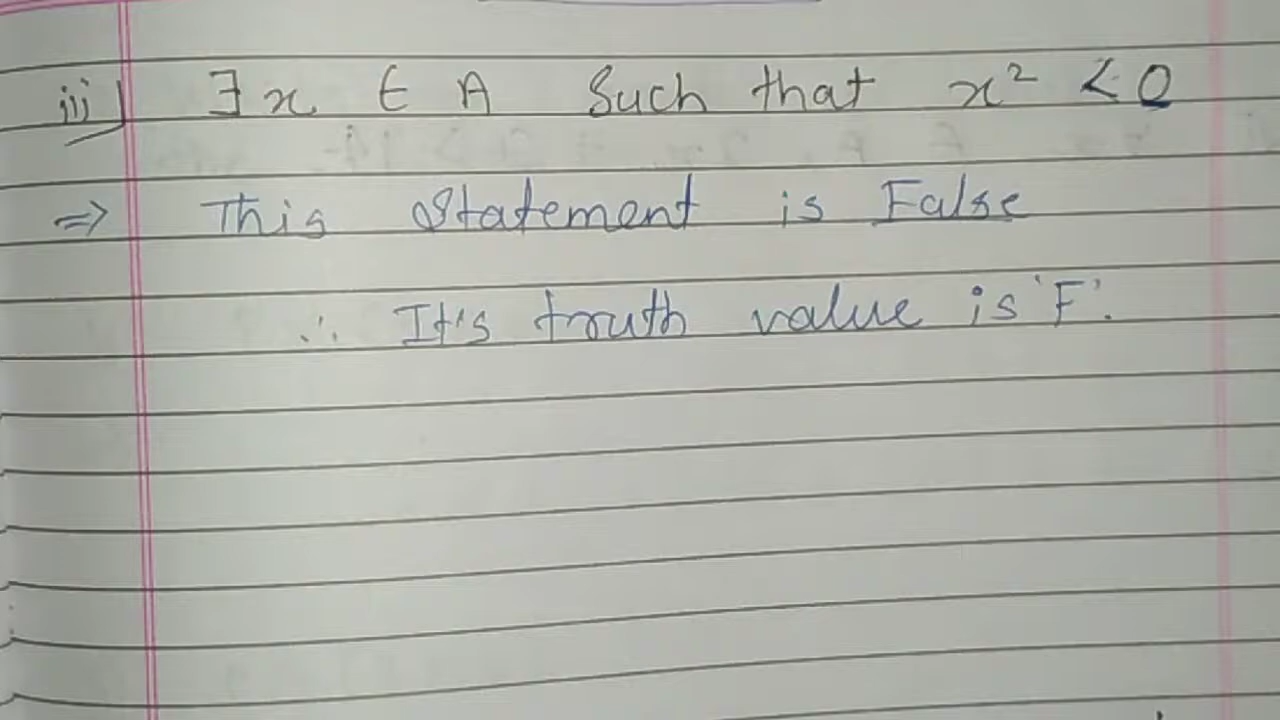 iii) ∃ x ∈ A Such that x² < 0
⇒ This Statement is False
∴ It's truth value is 'F'.